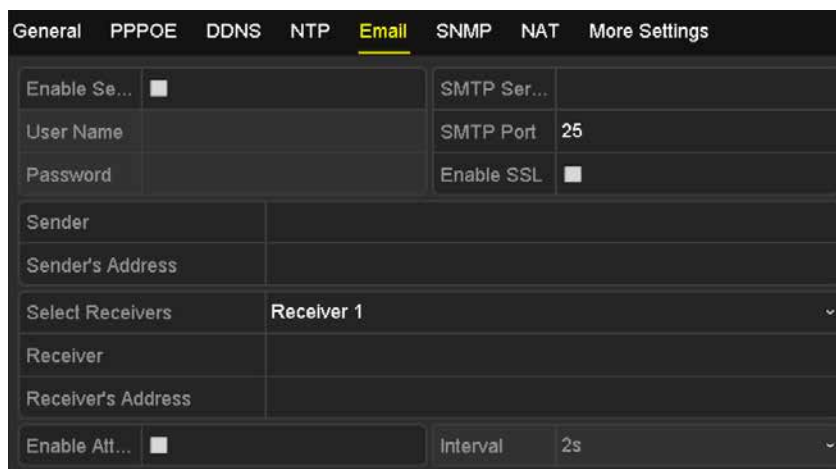 General PPPOE DDNS NTP Email SNMP NAT More Settings
Enable Se... SMTP Ser...
User Name SMTP Port 25
Password Enable SSL
Sender
Sender's Address
Select Receivers Receiver 1
Receiver
Receiver's Address
Enable Att... Interval 2s